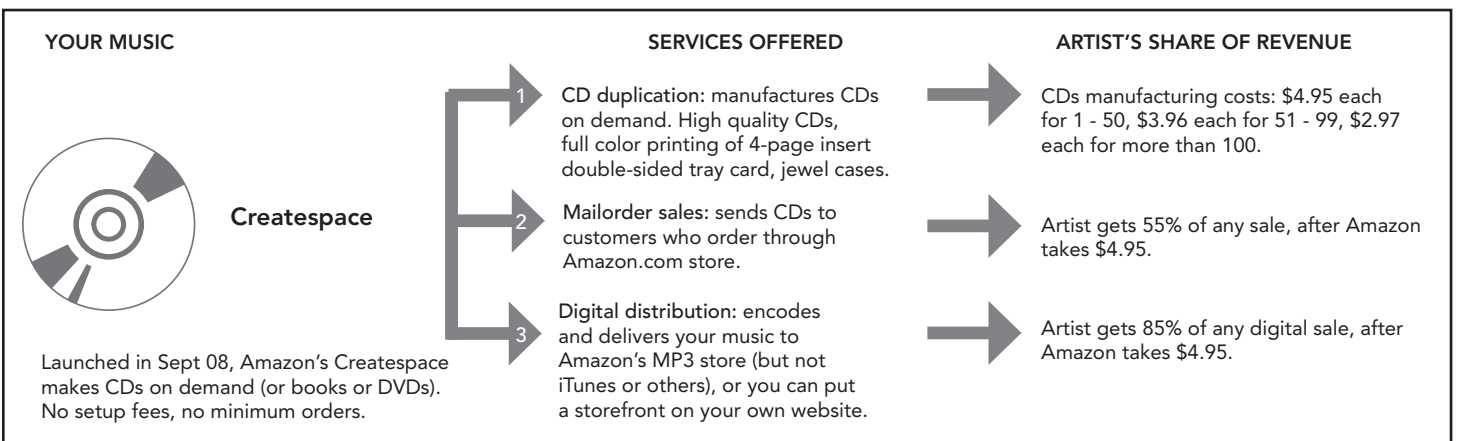 YOUR MUSIC
SERVICES OFFERED
ARTIST'S SHARE OF REVENUE
Createspace
Launched in Sept 08, Amazon's Createspace
makes CDs on demand (or books or DVDs).
No setup fees, no minimum orders.
1
CD duplication: manufactures CDs
on demand. High quality CDs,
full color printing of 4-page insert
double-sided tray card, jewel cases.
CDs manufacturing costs: $4.95 each
for 1 - 50, $3.96 each for 51 - 99, $2.97
each for more than 100.
2
Mailorder sales: sends CDs to
customers who order through
Amazon.com store.
Artist gets 55% of any sale, after Amazon
takes $4.95.
3
Digital distribution: encodes
and delivers your music to
Amazon's MP3 store (but not
iTunes or others), or you can put
a storefront on your own website.
Artist gets 85% of any digital sale, after
Amazon takes $4.95.